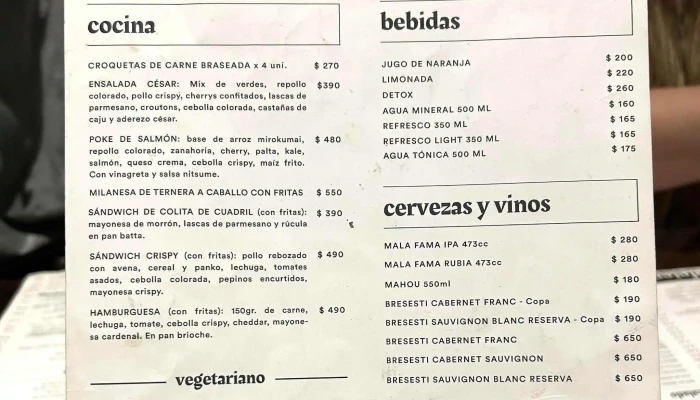 cocina
CROQUETAS DE CARNE BRASEADA x 4 uni. $ 270
ENSALADA CÉSAR: Mix de verdes, repollo $390
colorado, pollo crispy, cherrys confitados, lascas de
parmesano, croutons, cebolla colorada, castañas de
caju y aderezo césar.
POKE DE SALMÓN: base de arroz mirokumai, $ 480
repollo colorado, zanahoria, cherry, palta, kale,
salmón, queso crema, cebolla crispy, maíz frito.
Con vinagreta y salsa nitsume.
MILANESA DE TERNERA A CABALLO CON FRITAS $ 550
SÁNDWICH DE COLITA DE CUADRIL (con fritas): $ 390
mayonesa de morrón, lascas de parmesano y rúcula
en pan batta.
SÁNDWICH CRISPY (con fritas): pollo rebozado $ 490
con avena, cereal y panko, lechuga, tomates
asados, cebolla colorada, pepinos encurtidos,
mayonesa crispy.
HAMBURGUESA (con fritas): 150gr. de carne, $ 490
lechuga, tomate, cebolla crispy, cheddar, mayone-
sa cardenal. En pan brioche.
vegetariano
bebidas
JUGO DE NARANJA $ 200
LIMONADA $ 220
DETOX $ 260
AGUA MINERAL 500 ML $ 160
REFRESCO 350 ML $ 165
REFRESCO LIGHT 350 ML $ 165
AGUA TÓNICA 500 ML $ 175
cervezas y vinos
MALA FAMA IPA 473cc $ 280
MALA FAMA RUBIA 473cc $ 280
MAHOU 550ml $ 180
BRESESTI CABERNET FRANC - Copa $ 190
BRESESTI SAUVIGNON BLANC RESERVA - Copa $ 190
BRESESTI CABERNET FRANC $ 650
BRESESTI CABERNET SAUVIGNON $ 650
BRESESTI SAUVIGNON BLANC RESERVA $ 650